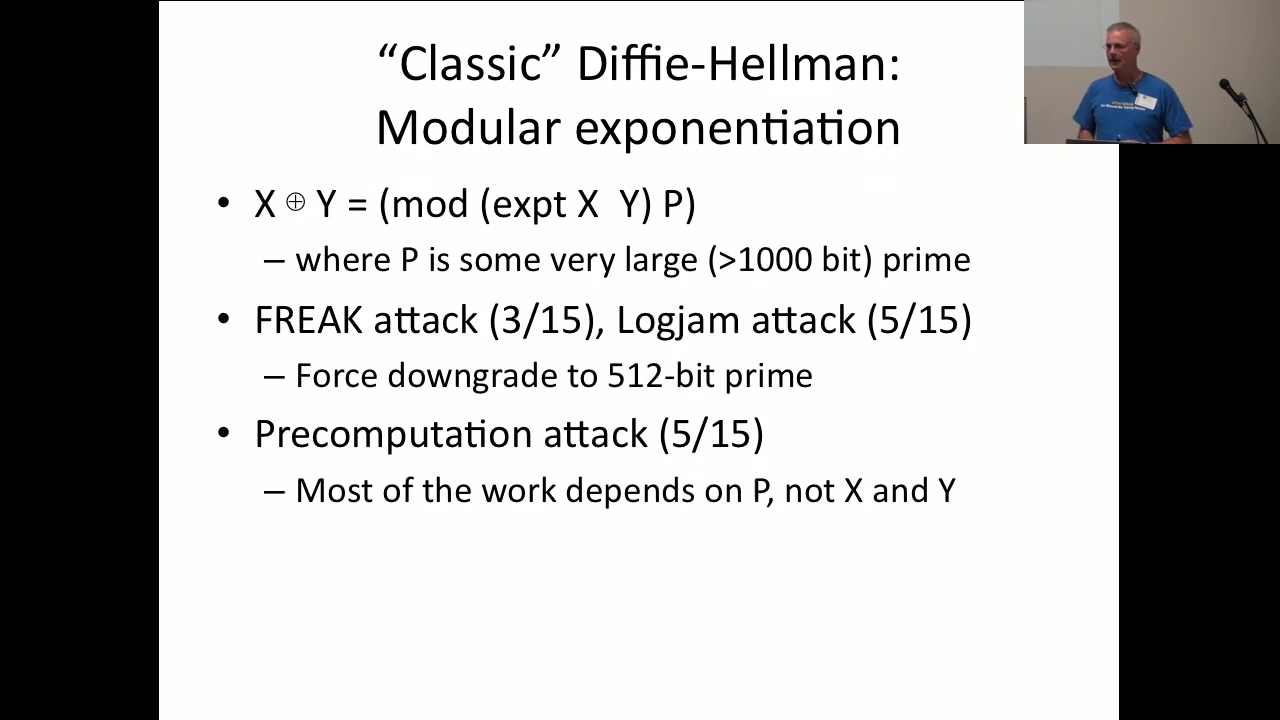 “Classic” Diffie-Hellman:
Modular exponentiation
• X ⊕ Y = (mod (expt X Y) P)
– where P is some very large (>1000 bit) prime
• FREAK attack (3/15), Logjam attack (5/15)
– Force downgrade to 512-bit prime
• Precomputation attack (5/15)
– Most of the work depends on P, not X and Y